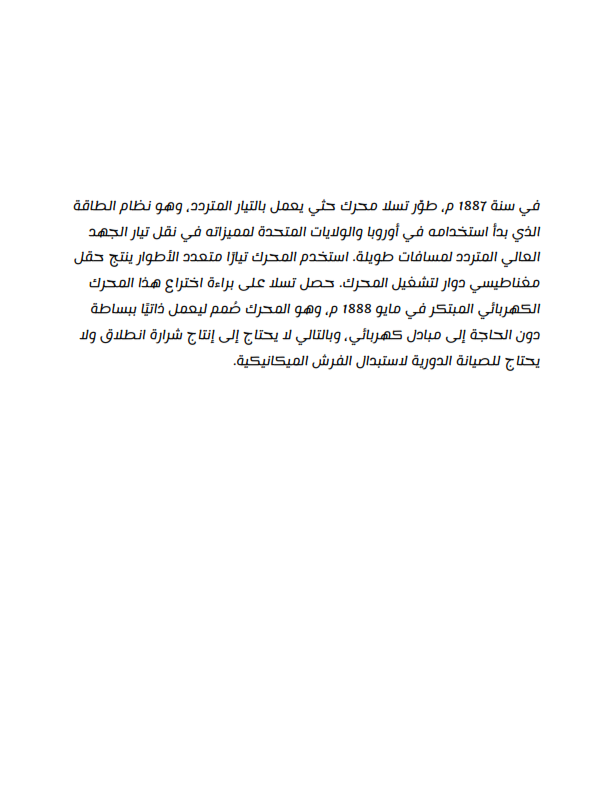 في سنة 1887 م، طوّر تسلا محرك حثي يعمل بالتيار المتردد، وهو نظام الطاقة
الذي بدأ استخدامه في أوروبا والولايات المتحدة لمميزاته في نقل تيار الجهد
العالي المتردد لمسافات طويلة. استخدم المحرك تيارًا متعدد الأطوار ينتج حقل
مغناطيسي دوار لتشغيل المحرك. حصل تسلا على براءة اختراع هذا المحرك
الكهربائي المبتكر في مايو 1888 م، وهو المحرك صُمم ليعمل ذاتيًا ببساطة
دون الحاجة إلى مبادل كهربائي، وبالتالي لا يحتاج إلى إنتاج شرارة انطلاق ولا
يحتاج للصيانة الدورية لاستبدال الفرش الميكانيكية.